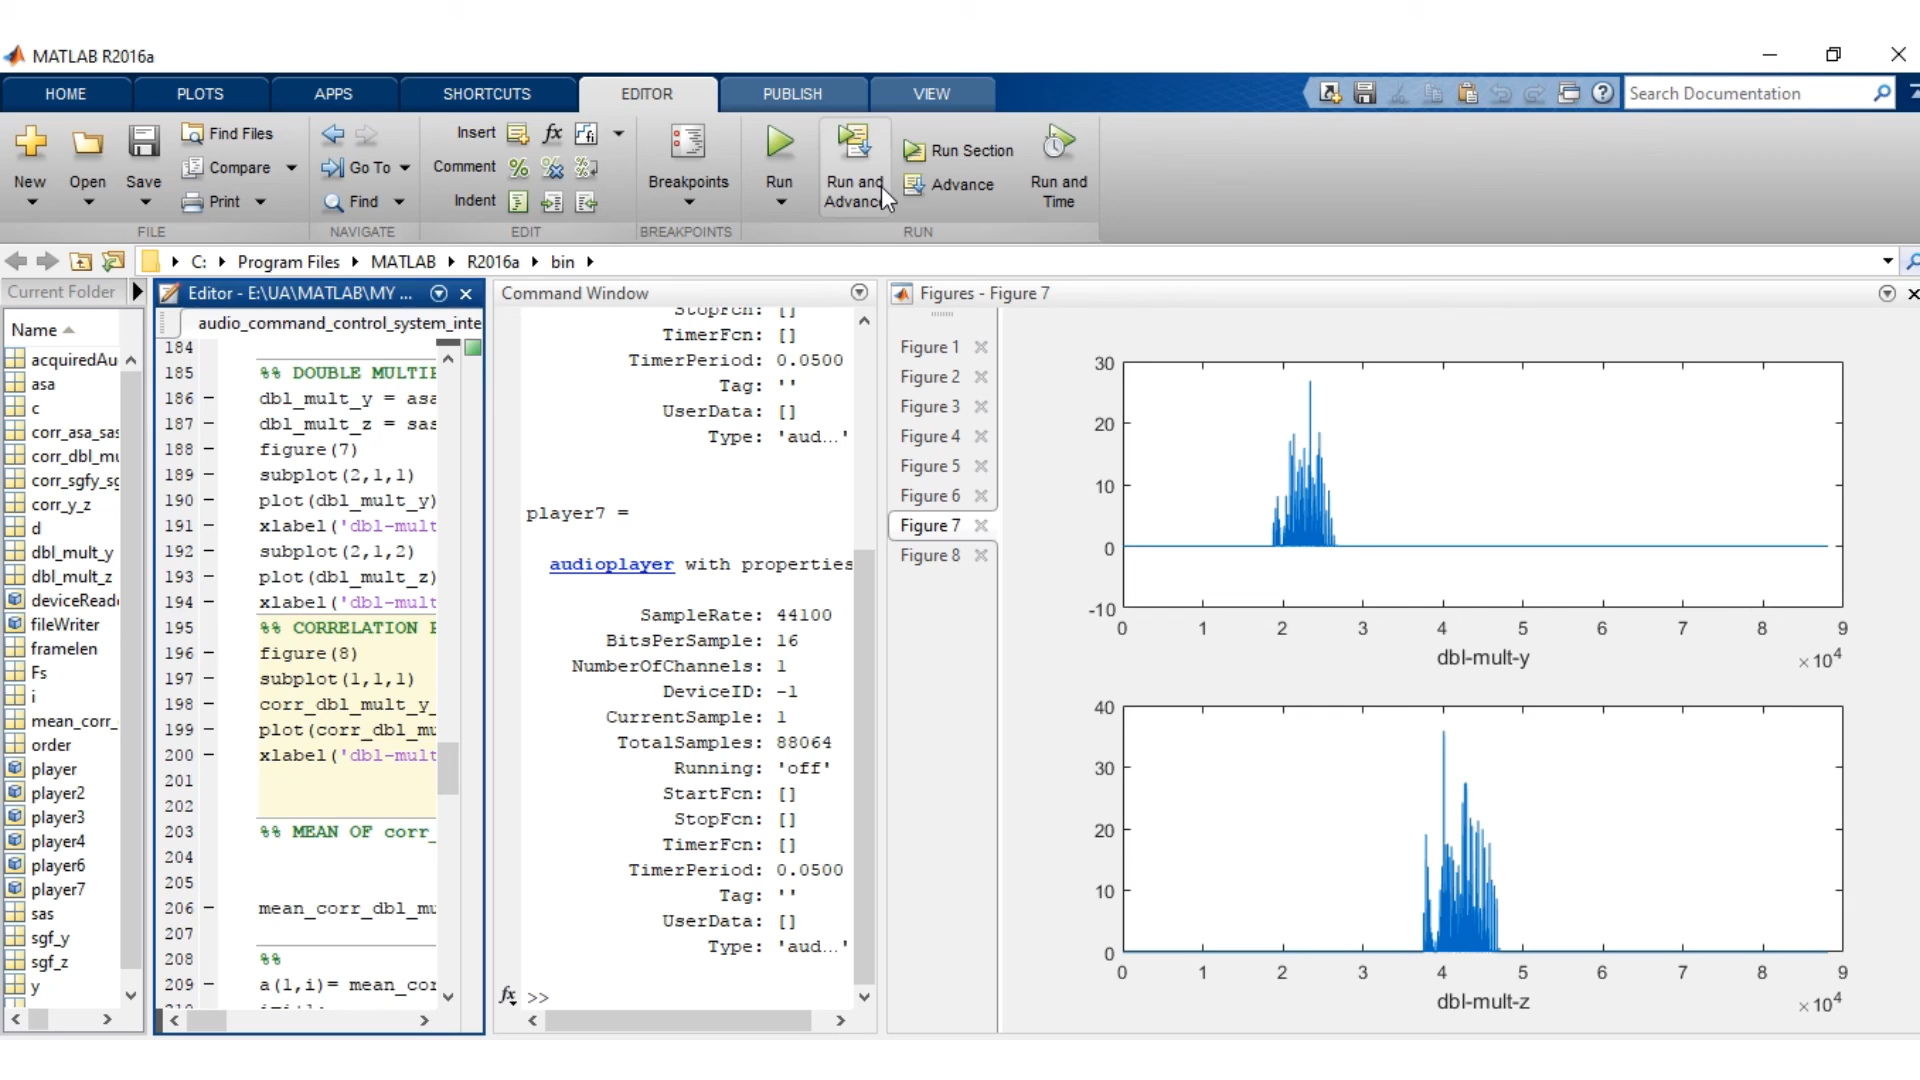 MATLAB R2016a
HOME
PLOTS
APPS
SHORTCUTS
EDITOR
PUBLISH
VIEW
Search Documentation
New
Open
Save
Find Files
Compare
Print
FILE
Go To
Find
NAVIGATE
Insert
Comment
Indent
EDIT
Breakpoints
BREAKPOINTS
Run
Run and
Advance
Run Section
Advance
Run and
Time
RUN
C: Program Files MATLAB R2016a bin
Current Folder
Name
acquiredAu
asa
c
corr_asa_sas
corr_dbl_mu
corr_sgfy_sg
corr_y_z
d
dbl_mult_y
dbl_mult_z
deviceReade
fileWriter
framelen
Fs
i
mean_corr_
order
player
player2
player3
player4
player6
player7
sas
sgf_y
sgf_z
y
Editor - E:\UA\MATLAB\MY ...
audio_command_control_system_inte
184
185 %% DOUBLE MULTIP
186 – dbl_mult_y = asa
187 – dbl_mult_z = sas
188 – figure(7)
189 – subplot(2,1,1)
190 – plot(dbl_mult_y)
191 – xlabel('dbl-mult
192 – subplot(2,1,2)
193 – plot(dbl_mult_z)
194 – xlabel('dbl-mult
195 %% CORRELATION
196 – figure(8)
197 – subplot(1,1,1)
198 – corr_dbl_mult_y_
199 – plot(corr_dbl_mu
200 – xlabel('dbl-mult
201
202
203 %% MEAN OF corr_
204
205
206 – mean_corr_dbl_mu
207
208 %%
209 – a(1,i)= mean_cor
Command Window
StopFcn: []
TimerFcn: []
TimerPeriod: 0.0500
Tag: ''
UserData: []
Type: 'aud...'
player7 =
audioplayer with properties
SampleRate: 44100
BitsPerSample: 16
NumberOfChannels: 1
DeviceID: -1
CurrentSample: 1
TotalSamples: 88064
Running: 'off'
StartFcn: []
StopFcn: []
TimerFcn: []
TimerPeriod: 0.0500
Tag: ''
UserData: []
Type: 'aud...'
fx >>
Figures - Figure 7
Figure 1
Figure 2
Figure 3
Figure 4
Figure 5
Figure 6
Figure 7
Figure 8
30
20
10
0
-10
0 1 2 3 4 5 6 7 8 9
dbl-mult-y
×10⁴
40
30
20
10
0
0 1 2 3 4 5 6 7 8 9
dbl-mult-z
×10⁴